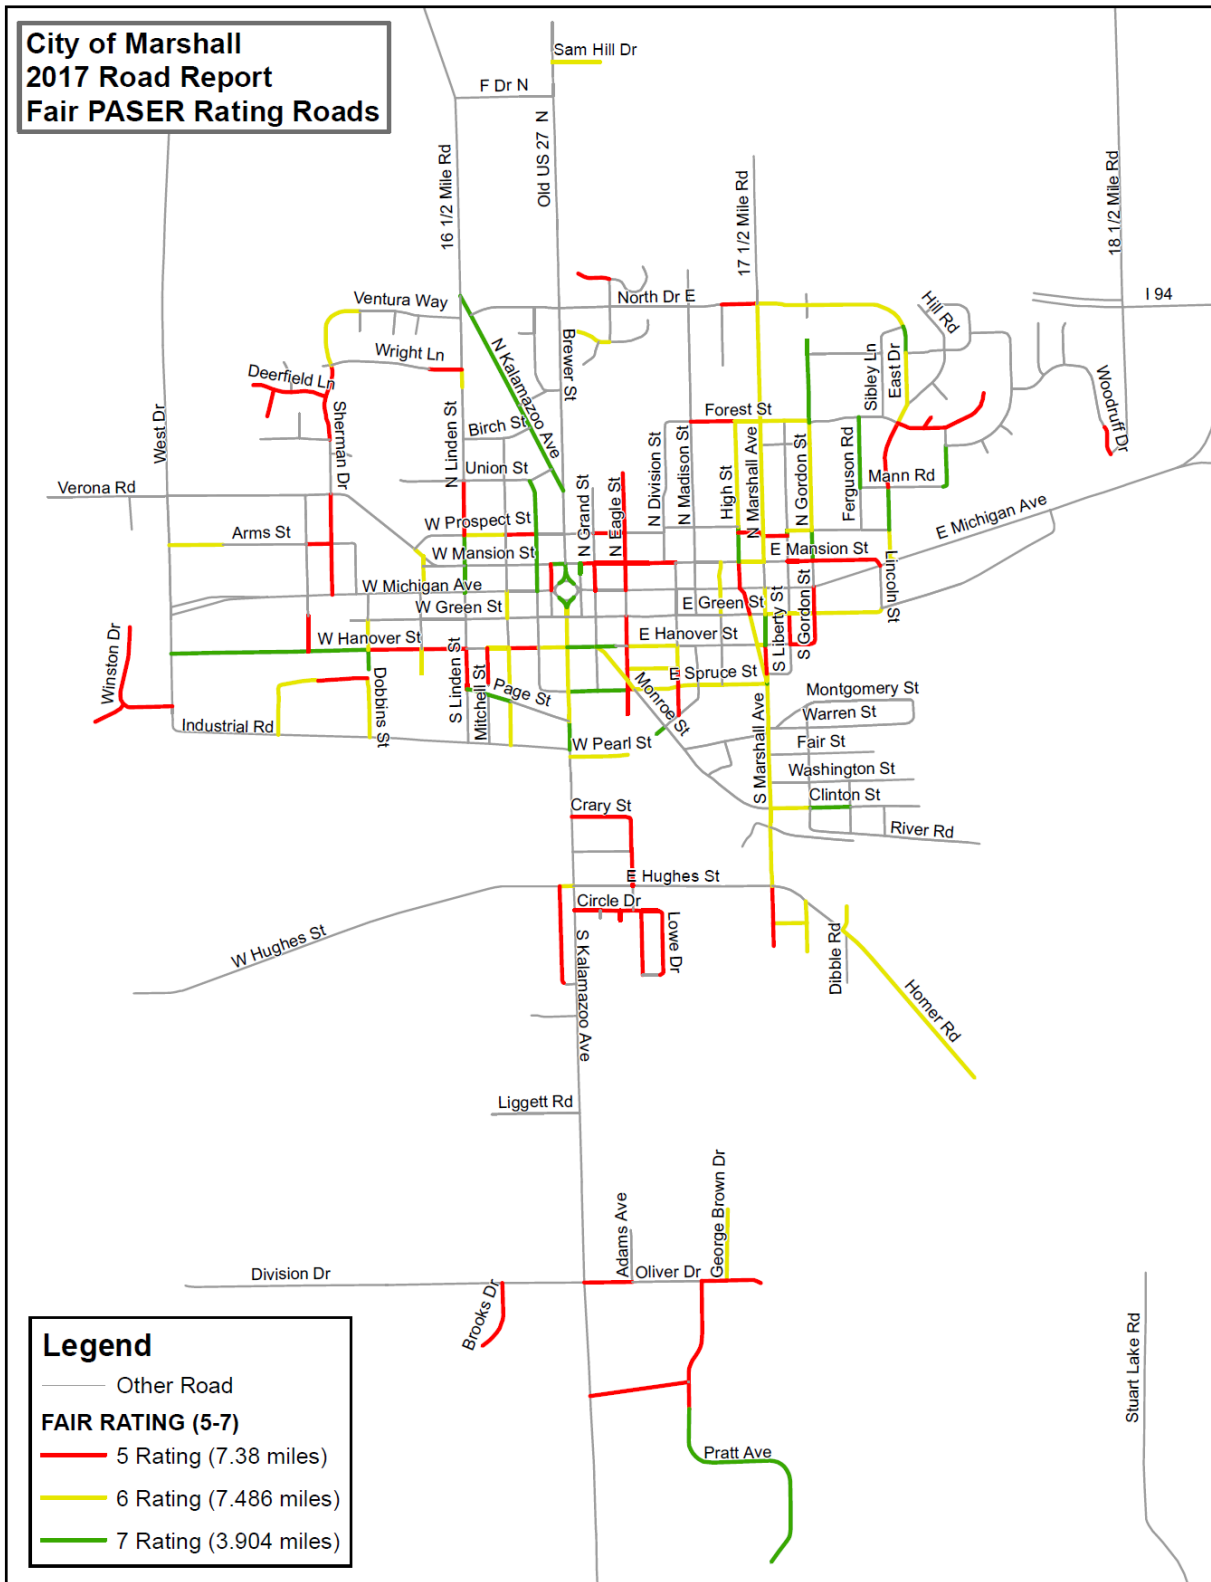 City of Marshall
2017 Road Report
Fair PASER Rating Roads
Sam Hill Dr
F Dr N
Old US 27 N
16 1/2 Mile Rd
17 1/2 Mile Rd
18 1/2 Mile Rd
I 94
North Dr E
Ventura Way
Hill Rd
Wright Ln
N Kalamazoo Ave
Brewer St
Sibley Ln
East Dr
Deerfield Ln
Woodruff Dr
West Dr
Sherman Dr
N Linden St
Birch St
Forest St
Union St
N Division St
N Madison St
High St
N Marshall Ave
N Gordon St
Ferguson Rd
Mann Rd
Verona Rd
E Michigan Ave
W Prospect St
N Grand St
N Eagle St
Arms St
W Mansion St
E Mansion St
W Michigan Ave
Lincoln St
W Green St
E Green St
S Liberty St
S Gordon St
Winston Dr
W Hanover St
E Hanover St
S Linden St
Mitchell St
Page St
E Spruce St
Monroe St
Montgomery St
Warren St
Industrial Rd
Dobbins St
W Pearl St
S Marshall Ave
Fair St
Washington St
Clinton St
Crary St
River Rd
E Hughes St
Circle Dr
W Hughes St
Lowe Dr
S Kalamazoo Ave
Dibble Rd
Homer Rd
Liggett Rd
Adams Ave
George Brown Dr
Division Dr
Oliver Dr
Brooks Dr
Stuart Lake Rd
Pratt Ave
Legend
Other Road
FAIR RATING (5-7)
5 Rating (7.38 miles)
6 Rating (7.486 miles)
7 Rating (3.904 miles)